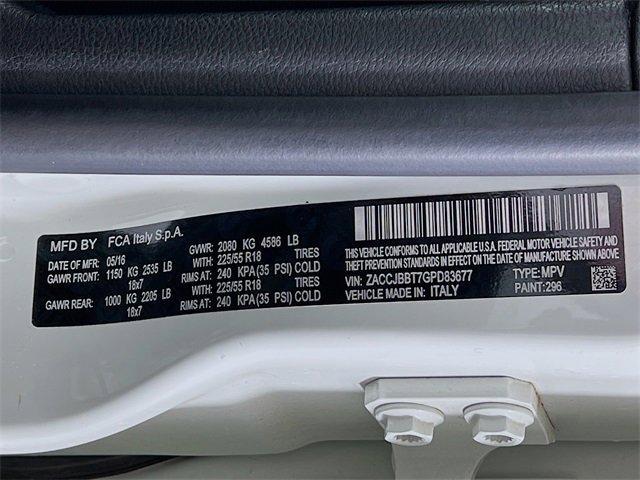 MFD BY FCA Italy S.p.A.
DATE OF MFR: 05/16 GVWR: 2080 KG 4586 LB
GAWR FRONT: 1150 KG 2535 LB WITH: 225/55 R18 TIRES
18x7 RIMS AT: 240 KPA(35 PSI) COLD
GAWR REAR: 1000 KG 2205 LB WITH: 225/55 R18 TIRES
18x7 RIMS AT: 240 KPA(35 PSI) COLD
THIS VEHICLE CONFORMS TO ALL APPLICABLE U.S.A. FEDERAL MOTOR VEHICLE SAFETY
BUMPER AND THEFT PREVENTION STANDARDS IN EFFECT ON THE DATE OF MANUFACTURE SHOWN ABOVE.
VIN: ZACCJBBT7GPD83677 TYPE: MPV
VEHICLE MADE IN: ITALY PAINT: 296